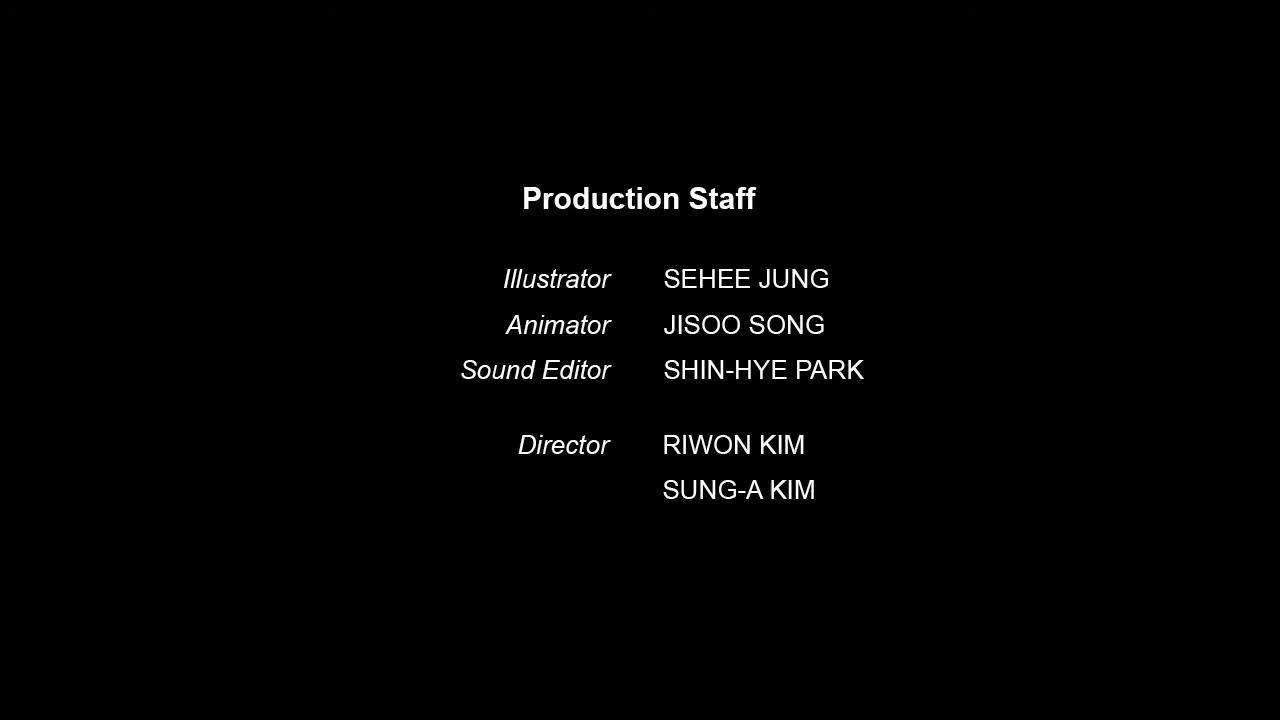 Production Staff
Illustrator SEHEE JUNG
Animator JISOO SONG
Sound Editor SHIN-HYE PARK
Director RIWON KIM
SUNG-A KIM